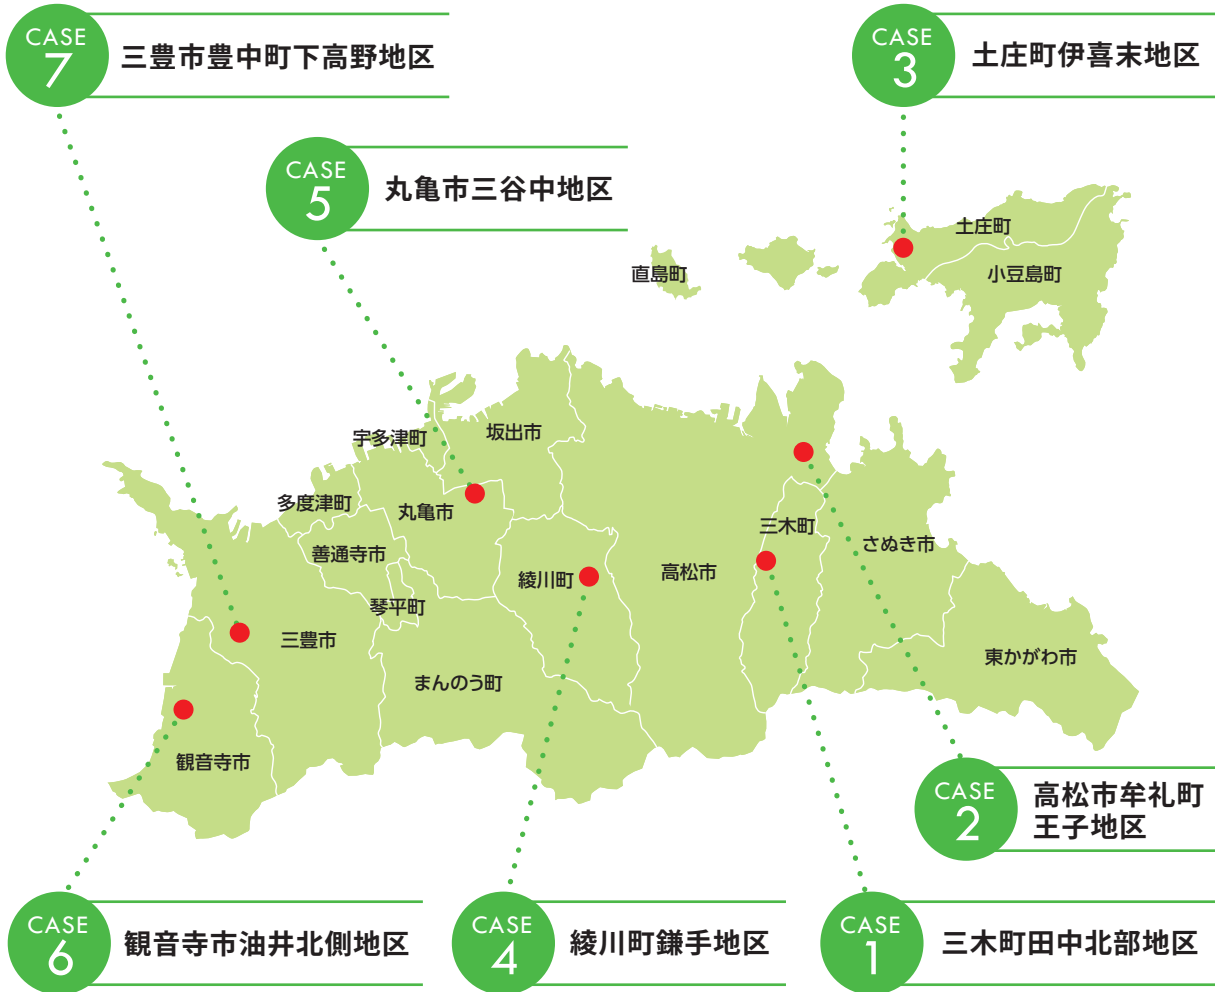 CASE
7
三豊市豊中町下高野地区
CASE
3
土庄町伊喜末地区
CASE
5
丸亀市三谷中地区
土庄町
直島町
小豆島町
宇多津町
坂出市
多度津町
丸亀市
三木町
善通寺市
さぬき市
綾川町
高松市
琴平町
三豊市
東かがわ市
まんのう町
観音寺市
CASE
2
高松市牟礼町
王子地区
CASE
6
観音寺市油井北側地区
CASE
4
綾川町鎌手地区
CASE
1
三木町田中北部地区